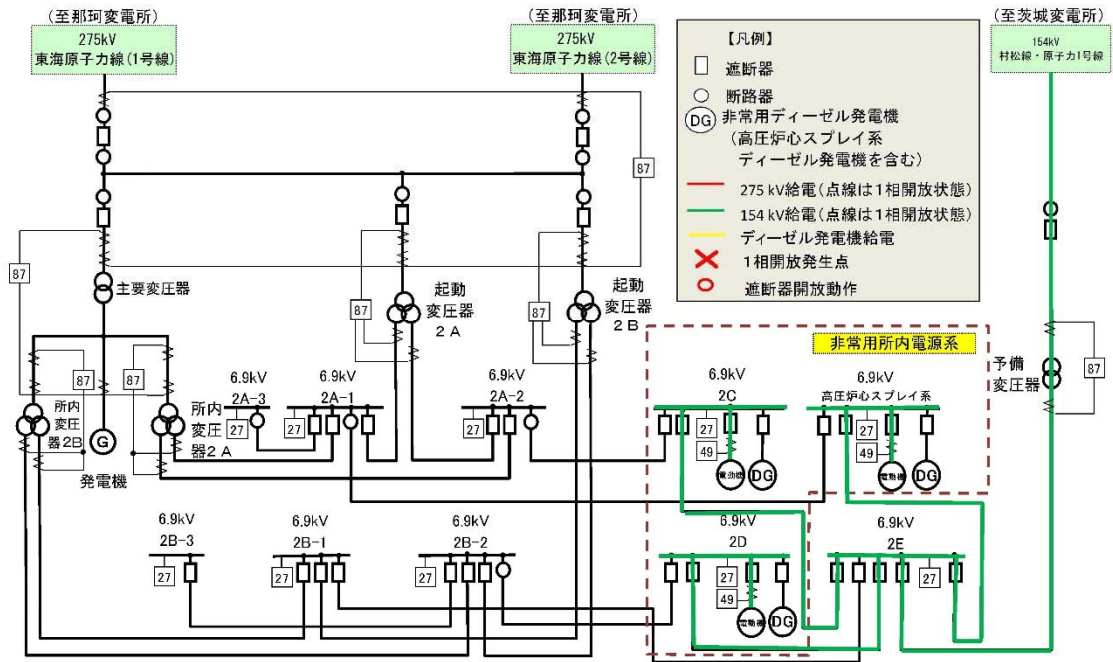 (至那珂変電所)
275kV
東海原子力線(1号線)
(至那珂変電所)
275kV
東海原子力線(2号線)
(至茨城変電所)
154kV
村松線・原子力1号線
【凡例】
遮断器
断路器
DG
非常用ディーゼル発電機
(高圧炉心スプレイ系
ディーゼル発電機を含む)
275 kV給電(点線は1相開放状態)
154 kV給電(点線は1相開放状態)
ディーゼル発電機給電
1相開放発生点
遮断器開放動作
87
87
主要変圧器
87
起動
変圧器
2A
87
起動
変圧器
2B
非常用所内電源系
予備
変圧器
87
所内
変圧
器2B
87
G
発電機
87
所内
変圧
器2A
6.9kV
2A-3
27
6.9kV
2A-1
27
6.9kV
2A-2
27
6.9kV
2C
27
49
電動機
DG
6.9kV
高圧炉心スプレイ系
27
49
電動機
DG
6.9kV
2B-3
27
6.9kV
2B-1
27
6.9kV
2B-2
27
6.9kV
2D
27
49
電動機
DG
6.9kV
2E
27